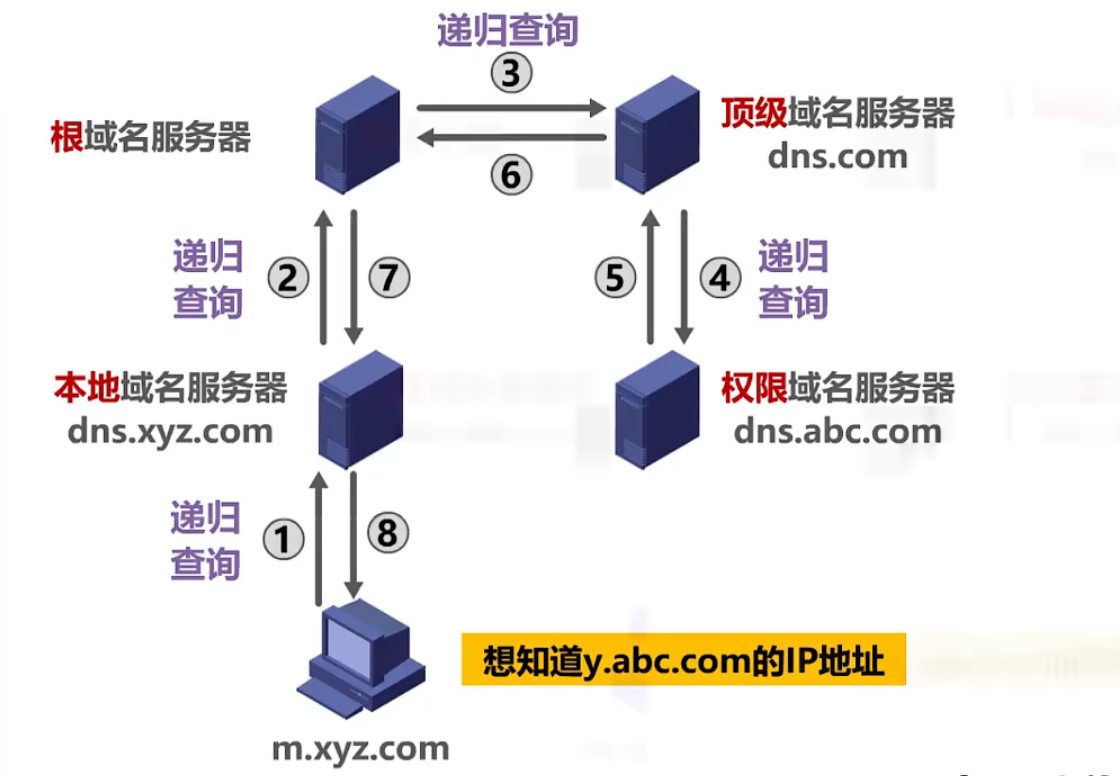 递归查询
③
根域名服务器
顶级域名服务器
dns.com
⑥
递归
查询
②
⑦
⑤
④
递归
查询
本地域名服务器
dns.xyz.com
权限域名服务器
dns.abc.com
递归
查询
①
⑧
想知道y.abc.com的IP地址
m.xyz.com